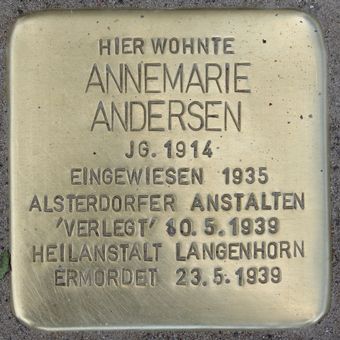 HIER WOHNTE
ANNEMARIE
ANDERSEN
JG. 1914
EINGEWIESEN 1935
ALSTERDORFER ANSTALTEN
'VERLEGT' 10.5.1939
HEILANSTALT LANGENHORN
ERMORDET 23.5.1939